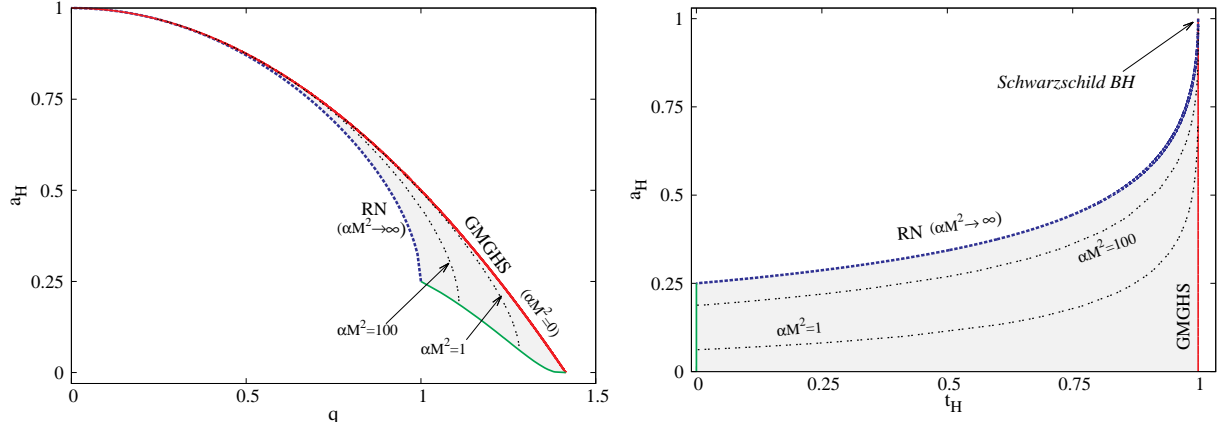 1
0.75
0.5
0.25
0
a_H
0
0.5
1
1.5
q
RN
(αM²→∞)
GMGHS
(αM²=0)
αM²=100
αM²=1
1
0.75
0.5
0.25
0
a_H
0
0.25
0.5
0.75
1
t_H
Schwarzschild BH
RN (αM²→∞)
αM²=100
αM²=1
GMGHS